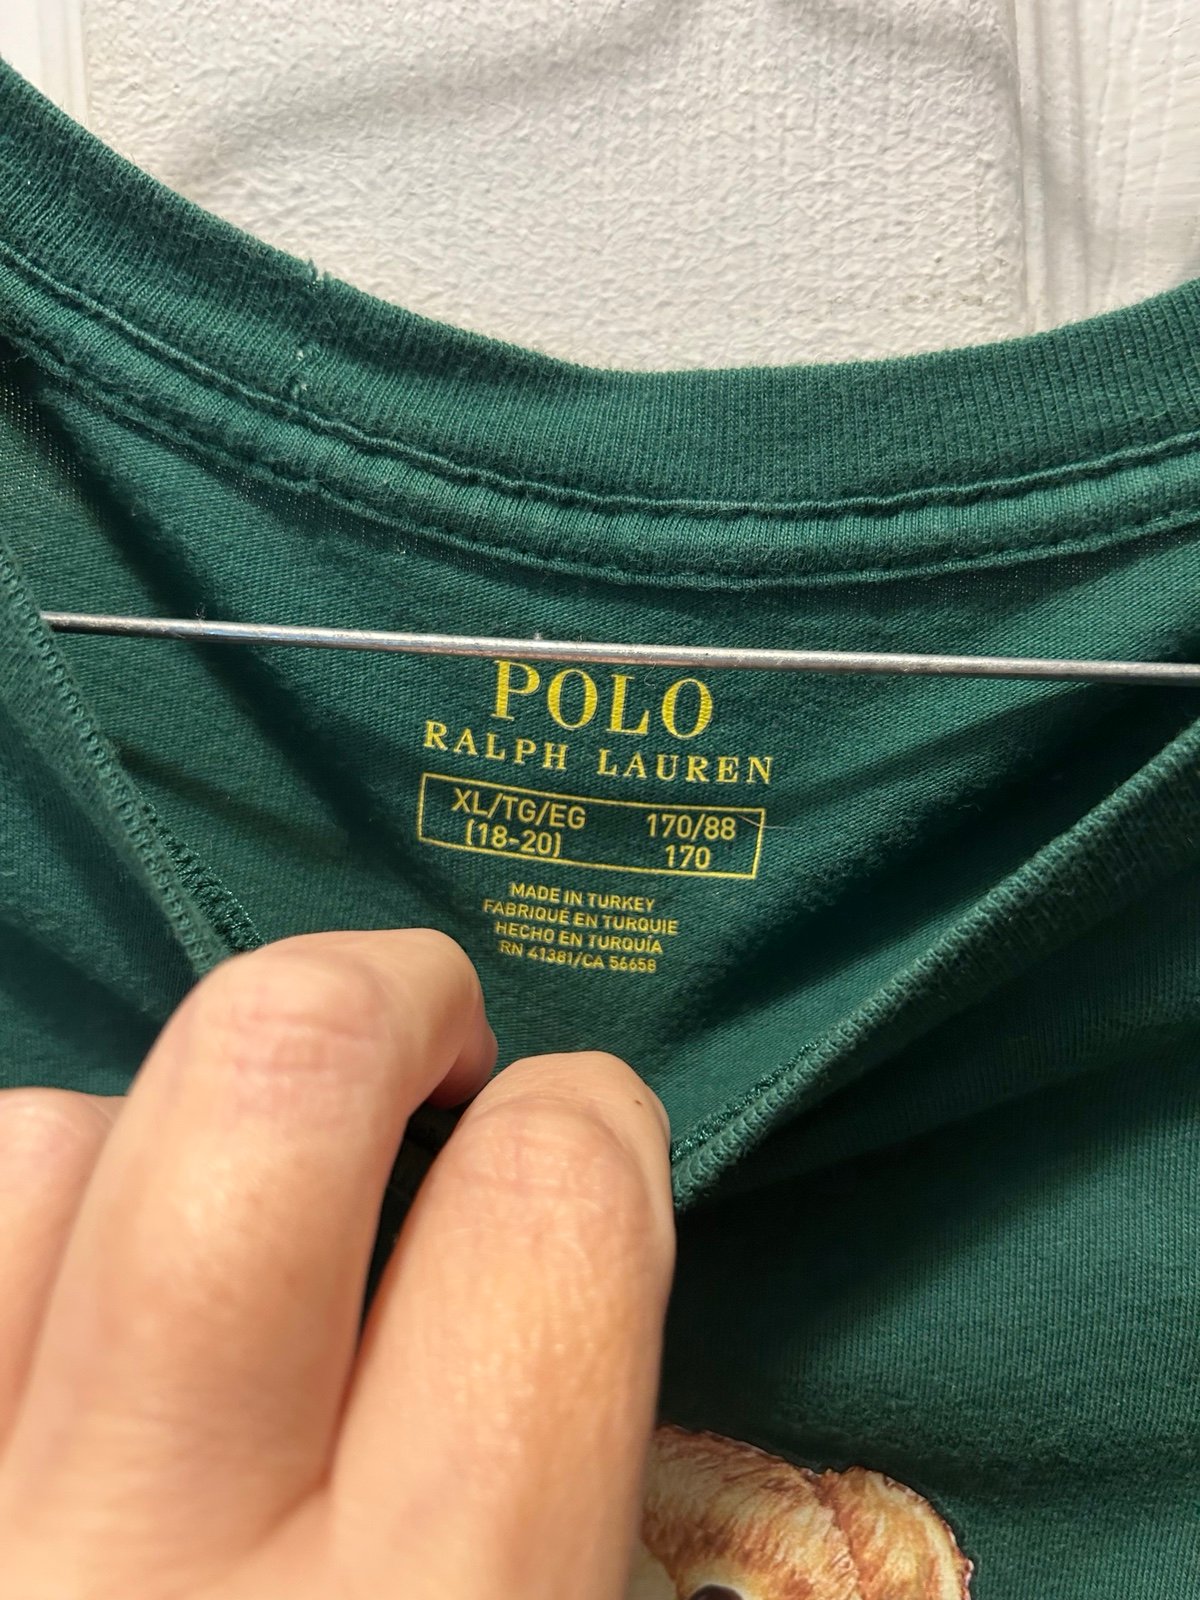 POLO
RALPH LAUREN
XL/TG/EG 170/88
(18-20) 170
MADE IN TURKEY
FABRIQUÉ EN TURQUIE
HECHO EN TURQUÍA
RN 41381/CA 56658